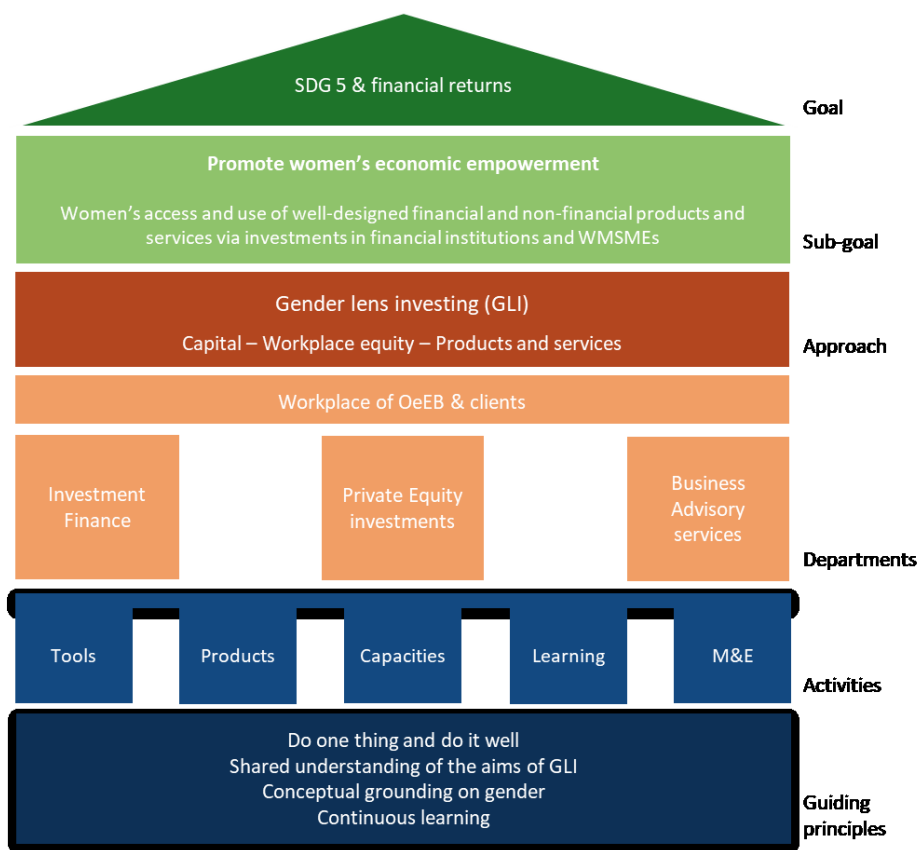 SDG 5 & financial returns
Goal
Promote women's economic empowerment
Women's access and use of well-designed financial and non-financial products and
services via investments in financial institutions and WMSMEs
Sub-goal
Gender lens investing (GLI)
Capital – Workplace equity – Products and services
Approach
Workplace of OeEB & clients
Investment
Finance
Private Equity
investments
Business
Advisory
services
Departments
Tools
Products
Capacities
Learning
M&E
Activities
Do one thing and do it well
Shared understanding of the aims of GLI
Conceptual grounding on gender
Continuous learning
Guiding
principles